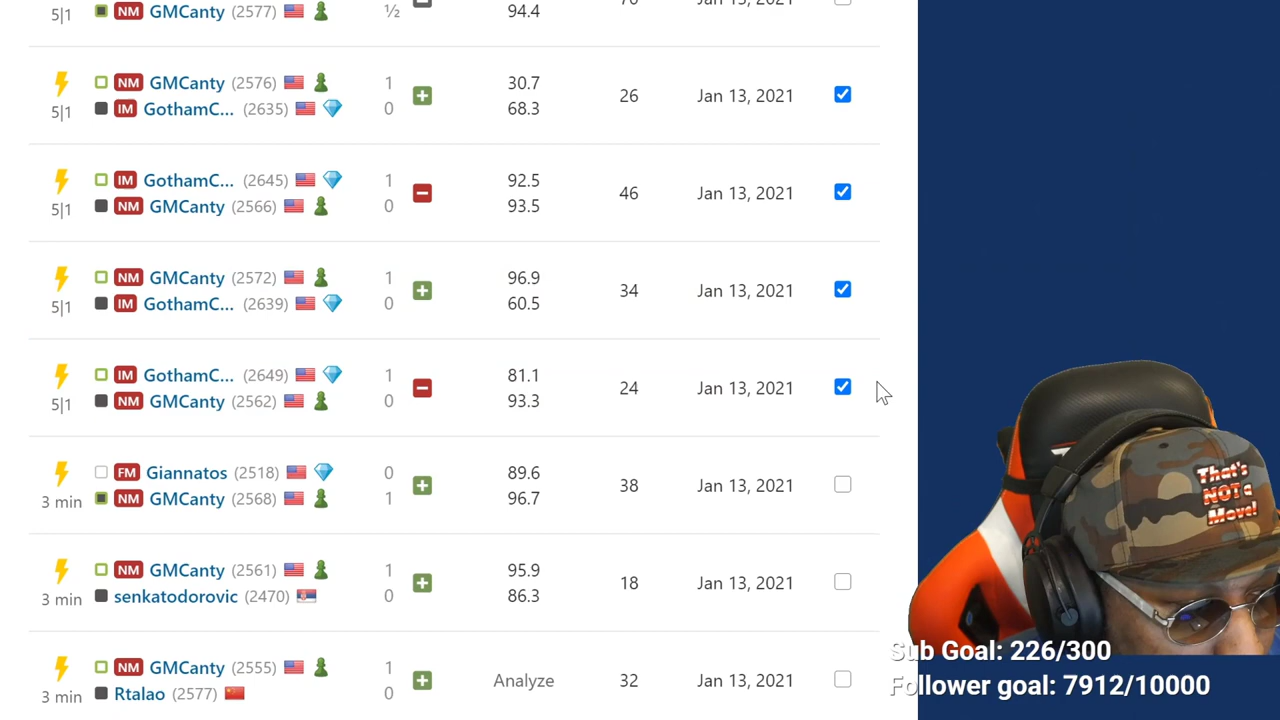 5|1 NM GMCanty (2577) ½ 94.4 Jan 13, 2021
NM GMCanty (2576) 1 30.7
5|1 IM GothamC... (2635) 0 68.3 26 Jan 13, 2021
IM GothamC... (2645) 1 92.5
5|1 NM GMCanty (2566) 0 93.5 46 Jan 13, 2021
NM GMCanty (2572) 1 96.9
5|1 IM GothamC... (2639) 0 60.5 34 Jan 13, 2021
IM GothamC... (2649) 1 81.1
5|1 NM GMCanty (2562) 0 93.3 24 Jan 13, 2021
FM Giannatos (2518) 0 89.6
3 min NM GMCanty (2568) 1 96.7 38 Jan 13, 2021
NM GMCanty (2561) 1 95.9
3 min senkatodorovic (2470) 0 86.3 18 Jan 13, 2021
NM GMCanty (2555) 1
3 min Rtalao (2577) 0 Analyze 32 Jan 13, 2021
That's
NOT a
Move!
Sub Goal: 226/300
Follower goal: 7912/10000